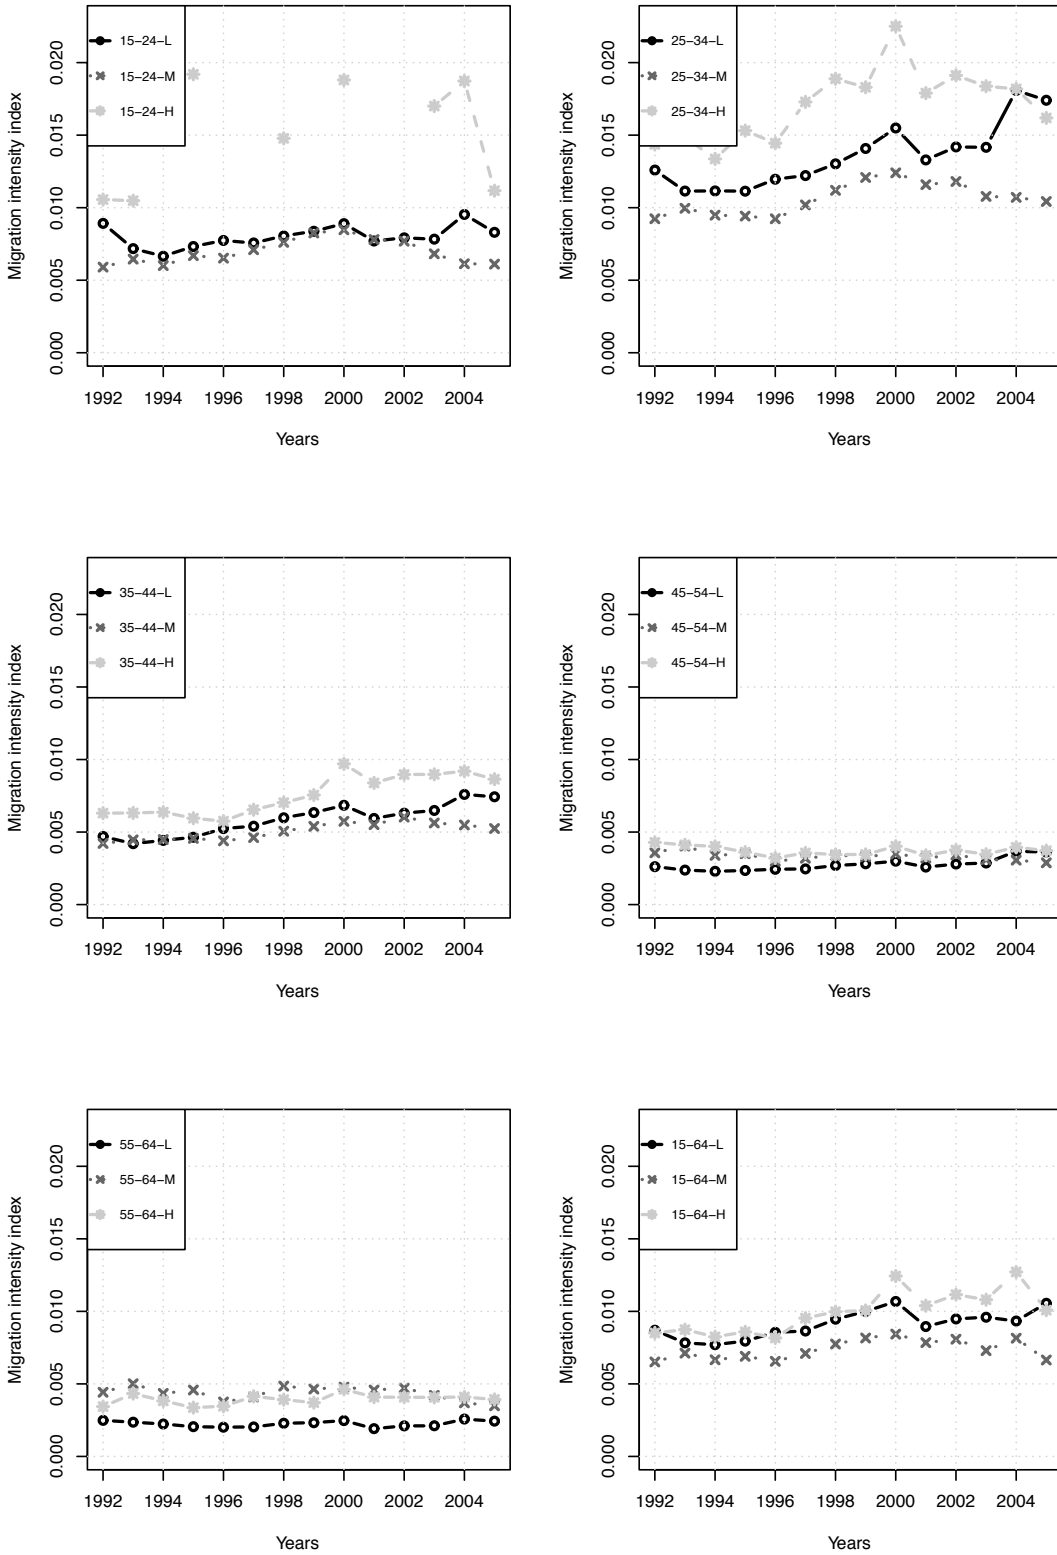 Migration intensity index
0.000 0.005 0.010 0.015 0.020
15−24−L
15−24−M
15−24−H
1992 1994 1996 1998 2000 2002 2004
Years
Migration intensity index
0.000 0.005 0.010 0.015 0.020
25−34−L
25−34−M
25−34−H
1992 1994 1996 1998 2000 2002 2004
Years
Migration intensity index
0.000 0.005 0.010 0.015 0.020
35−44−L
35−44−M
35−44−H
1992 1994 1996 1998 2000 2002 2004
Years
Migration intensity index
0.000 0.005 0.010 0.015 0.020
45−54−L
45−54−M
45−54−H
1992 1994 1996 1998 2000 2002 2004
Years
Migration intensity index
0.000 0.005 0.010 0.015 0.020
55−64−L
55−64−M
55−64−H
1992 1994 1996 1998 2000 2002 2004
Years
Migration intensity index
0.000 0.005 0.010 0.015 0.020
15−64−L
15−64−M
15−64−H
1992 1994 1996 1998 2000 2002 2004
Years